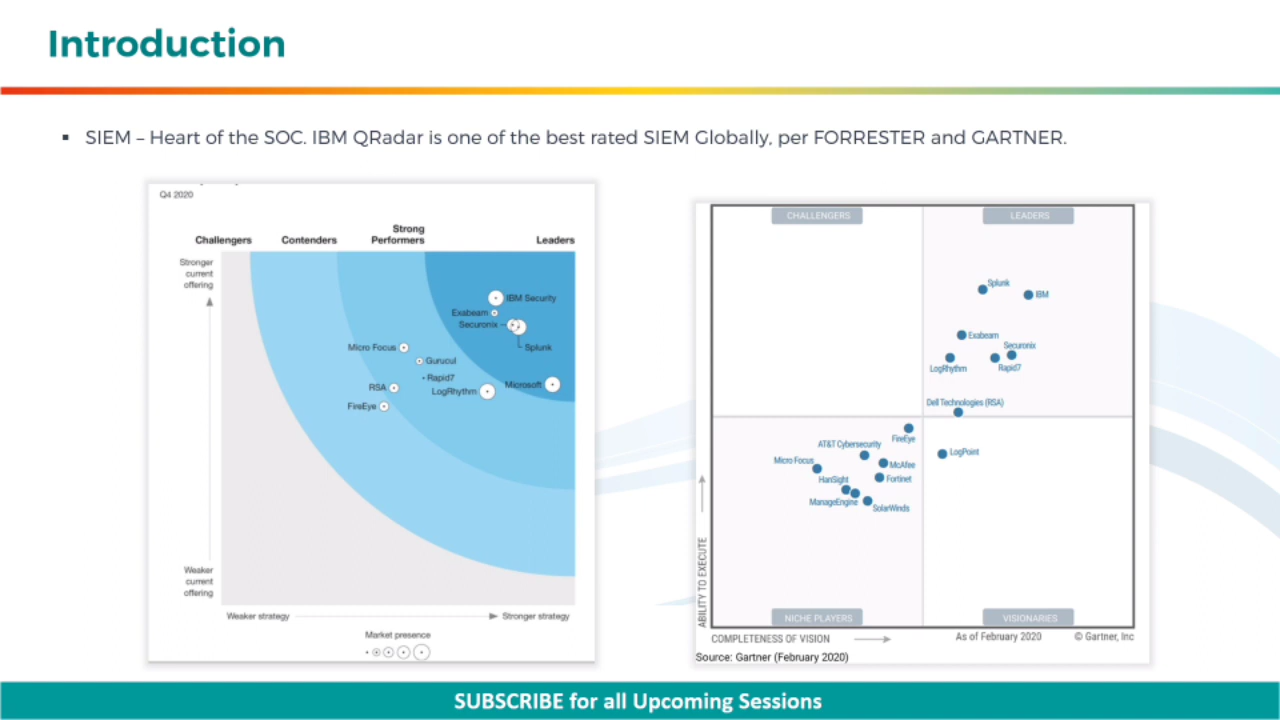 Introduction
▪ SIEM – Heart of the SOC. IBM QRadar is one of the best rated SIEM Globally, per FORRESTER and GARTNER.
Q4 2020
Challengers
Contenders
Strong
Performers
Leaders
Stronger
current
offering
IBM Security
Exabeam
Securonix
Splunk
Micro Focus
Gurucul
Rapid7
RSA
LogRhythm
Microsoft
FireEye
Weaker
current
offering
Weaker strategy
Stronger strategy
Market presence
CHALLENGERS
LEADERS
Splunk
IBM
Exabeam
Securonix
LogRhythm
Rapid7
Dell Technologies (RSA)
FireEye
AT&T Cybersecurity
LogPoint
Micro Focus
McAfee
HanSight
Fortinet
ManageEngine
SolarWinds
ABILITY TO EXECUTE
NICHE PLAYERS
VISIONARIES
COMPLETENESS OF VISION
As of February 2020
© Gartner, Inc
Source: Gartner (February 2020)
SUBSCRIBE for all Upcoming Sessions